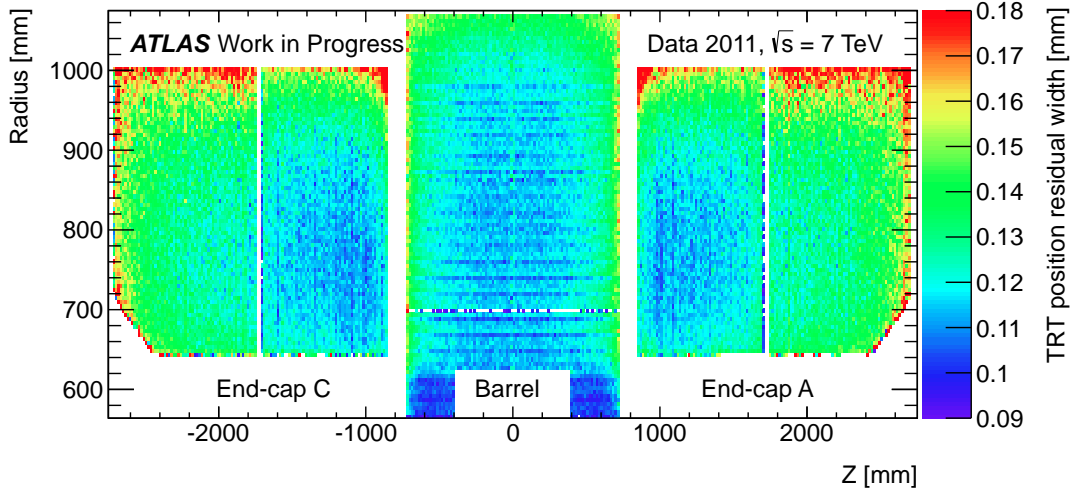 ATLAS Work in Progress
Data 2011, √s = 7 TeV
Radius [mm]
1000
900
800
700
600
End-cap C
Barrel
End-cap A
-2000
-1000
0
1000
2000
Z [mm]
0.18
0.17
0.16
0.15
0.14
0.13
0.12
0.11
0.1
0.09
TRT position residual width [mm]